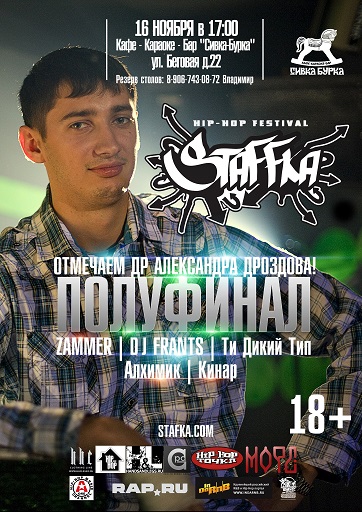 16 НОЯБРЯ в 17:00
Кафе - Караоке - Бар "Сивка-Бурка"
ул. Беговая д.22
Резерв столов: 8-906-743-08-72 Владимир
СИВКА БУРКА
HIP-HOP FESTIVAL
STAFFKA
ОТМЕЧАЕМ ДР АЛЕКСАНДРА ДРОЗДОВА!
ПОЛУФИНАЛ
ZAMMER | DJ FRANTS | Ти Дикий Тип
Алхимик | Кинар
18+
STAFKA.COM
HIP HOP
ТОЧКА
МОРЕ
RAP.RU